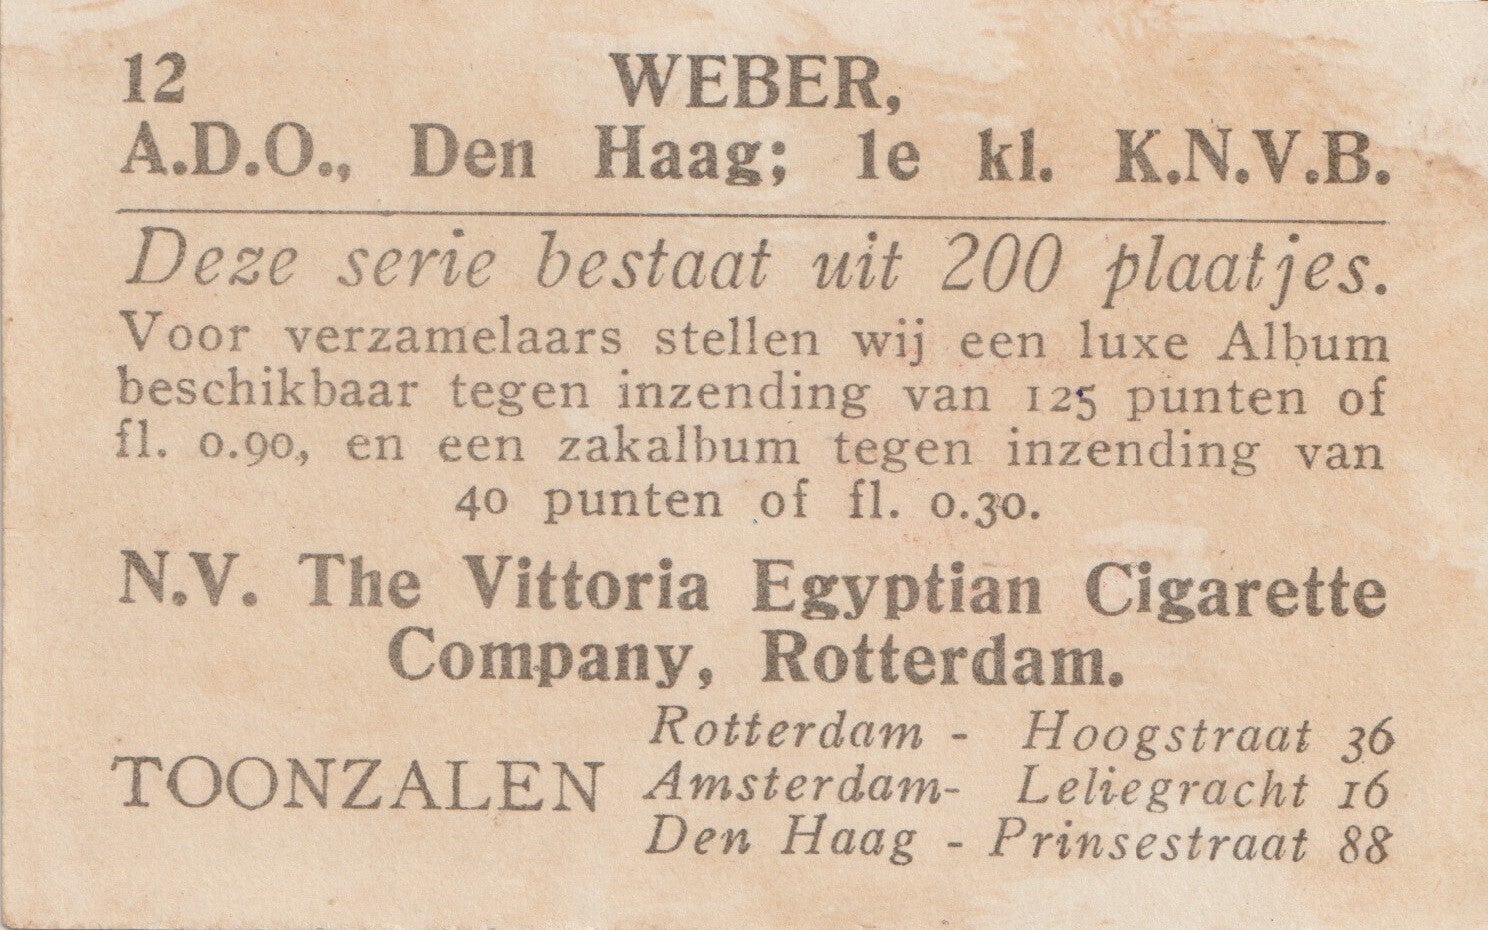 12 WEBER,
A.D.O., Den Haag; 1e kl. K.N.V.B.
Deze serie bestaat uit 200 plaatjes.
Voor verzamelaars stellen wij een luxe Album
beschikbaar tegen inzending van 125 punten of
fl. 0.90, en een zakalbum tegen inzending van
40 punten of fl. 0.30.
N.V. The Vittoria Egyptian Cigarette
Company, Rotterdam.
TOONZALEN
Rotterdam - Hoogstraat 36
Amsterdam- Leliegracht 16
Den Haag - Prinsestraat 88